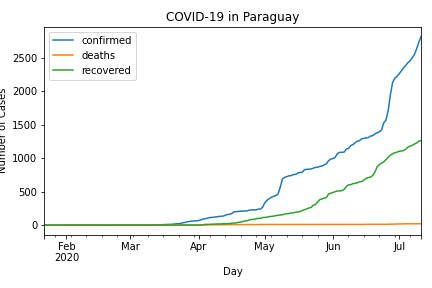 COVID-19 in Paraguay
confirmed
deaths
recovered
Number of Cases
2500
2000
1500
1000
500
0
Feb
2020
Mar
Apr
May
Jun
Jul
Day